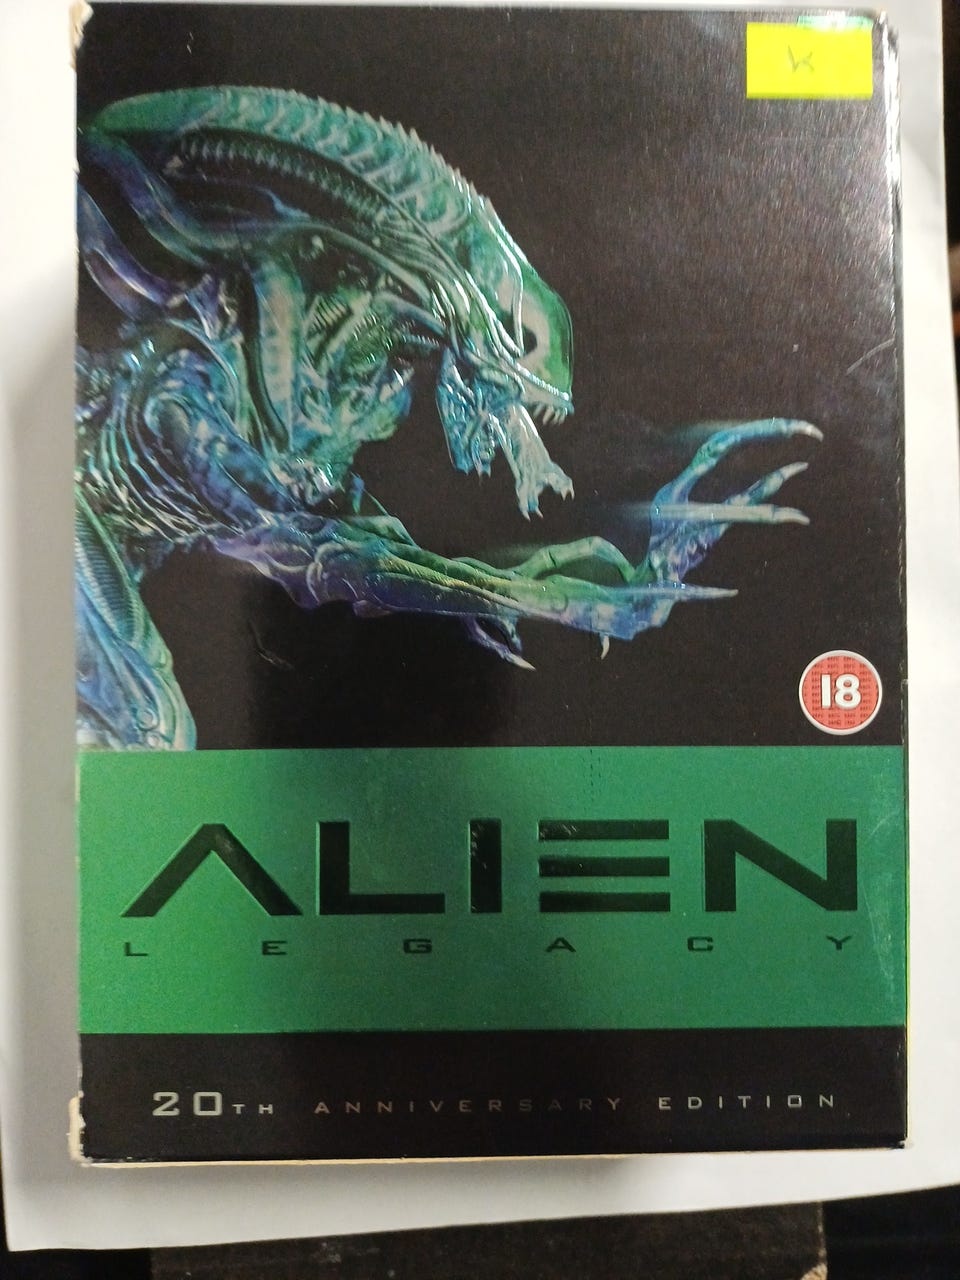 K
18
ALIEN
LEGACY
20TH ANNIVERSARY EDITION